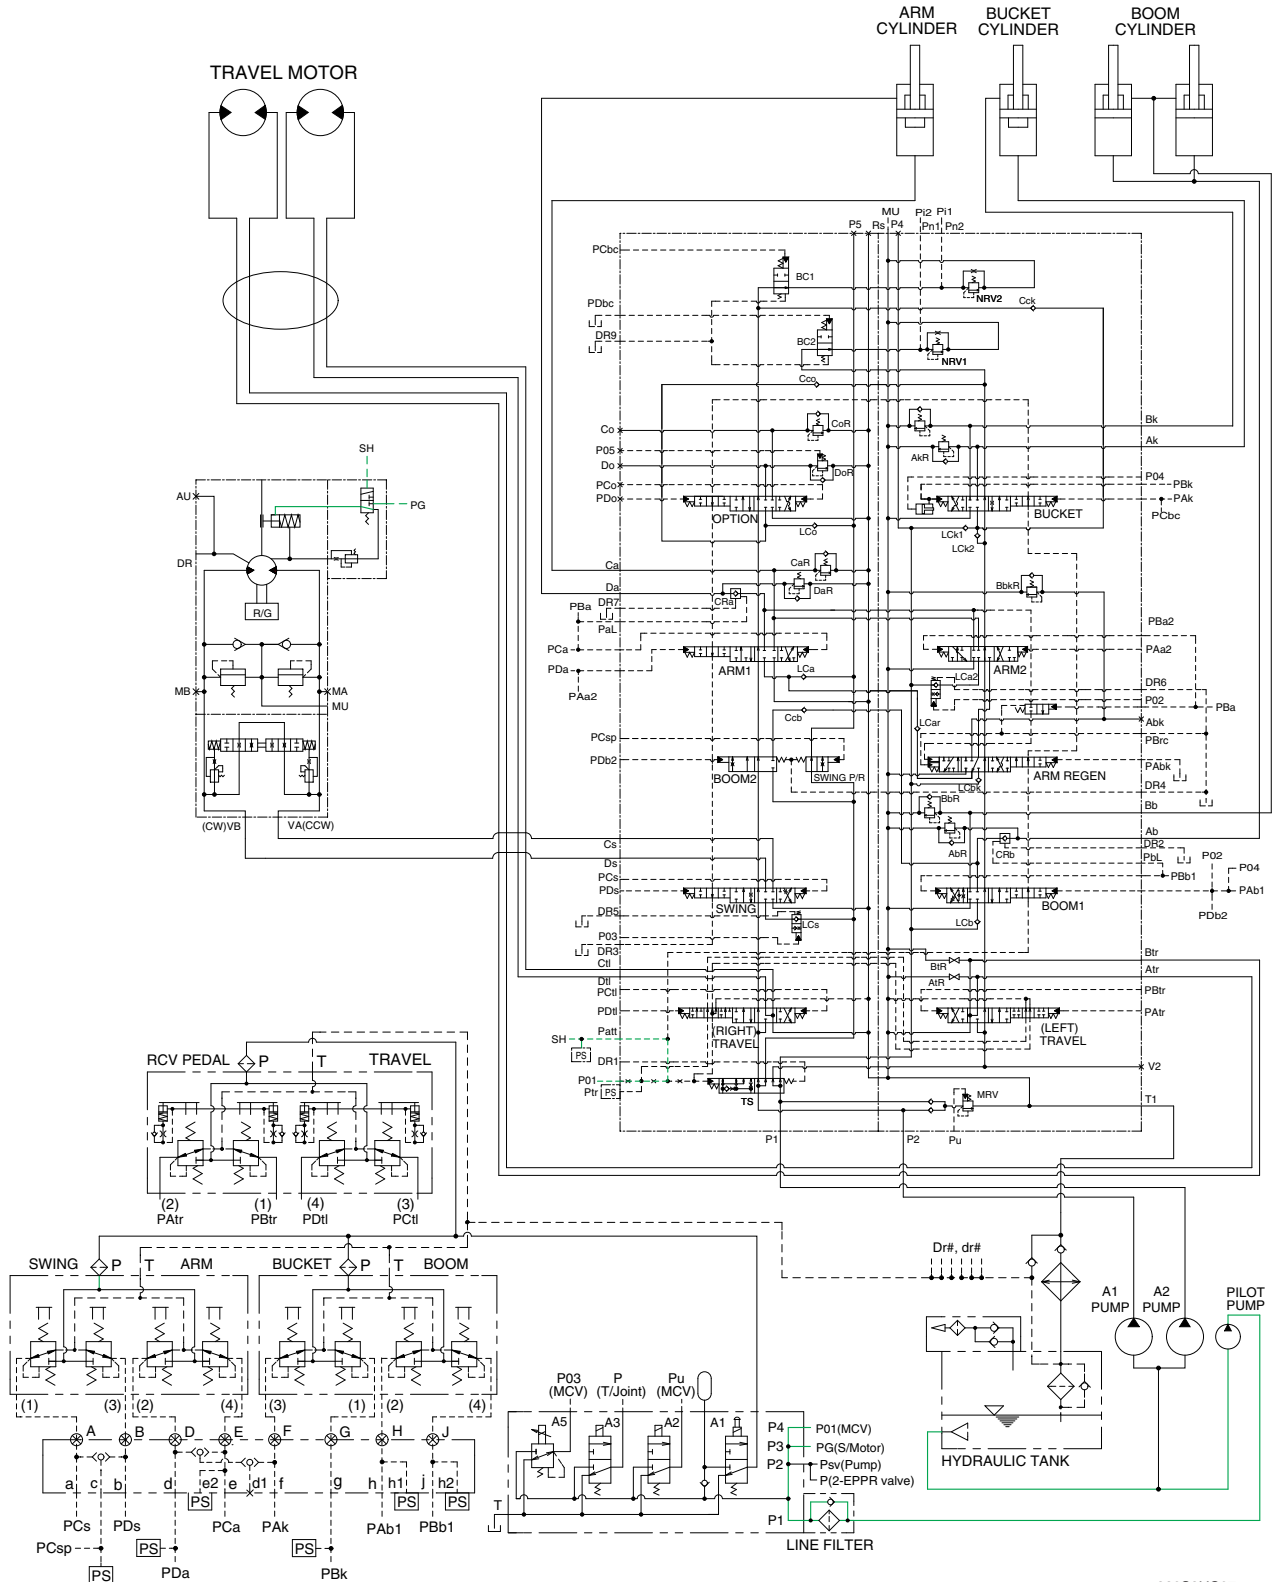 ARM
CYLINDER
BUCKET
CYLINDER
BOOM
CYLINDER
TRAVEL MOTOR
MU
Pi2
Pi1
P5
Rs
P4
Pn1
Pn2
PCbc
BC1
NRV2
Cck
PDbc
DR9
BC2
NRV1
Cco
Co
CoR
Bk
P05
AkR
Ak
Do
DoR
P04
PCo
PBk
PDo
PAk
OPTION
BUCKET
PCbc
LCo
LCk1
LCk2
SH
AU
PG
DR
R/G
MB
MA
MU
(CW)VB
VA(CCW)
Ca
CaR
Da
DaR
BbkR
PBa
DR7
CRa
PaL
PBa2
PCa
PAa2
PDa
ARM1
ARM2
PAa2
LCa
LCa2
DR6
P02
PBa
Ccb
LCar
Abk
PCsp
PBrc
PDb2
PAbk
BOOM2
SWING P/R
ARM REGEN
LCbk
DR4
BbR
Bb
Ab
Cs
AbR
CRb
DR2
Ds
PbL
P02
PCs
PBb1
P04
PDs
PAb1
SWING
BOOM1
PDb2
DR5
LCs
LCb
P03
DR3
Btr
Ctl
BtR
Atr
Dtl
AtR
PCtl
PBtr
PDtl
PAtr
(RIGHT)
TRAVEL
(LEFT)
TRAVEL
Patt
SH
PS
DR1
P01
Ptr
PS
V2
TS
MRV
T1
P1
P2
Pu
RCV PEDAL
P
T
TRAVEL
(2)
(1)
(4)
(3)
PAtr
PBtr
PDtl
PCtl
SWING
P
T
ARM
BUCKET
P
T
BOOM
(1)
(3)
(2)
(4)
(3)
(1)
(2)
(4)
A
B
D
E
F
G
H
J
a
c
b
d
e2
e
d1
f
g
h
h1
j
h2
PS
PS
PS
PCs
PDs
PCa
PAk
PAb1
PBb1
PCsp
PS
PS
PS
PDa
PBk
Dr#, dr#
A1
PUMP
A2
PUMP
PILOT
PUMP
HYDRAULIC TANK
P03
(MCV)
P
(T/Joint)
Pu
(MCV)
A5
A3
A2
A1
P4
P01(MCV)
P3
PG(S/Motor)
P2
Psv(Pump)
P(2-EPPR valve)
T
P1
LINE FILTER